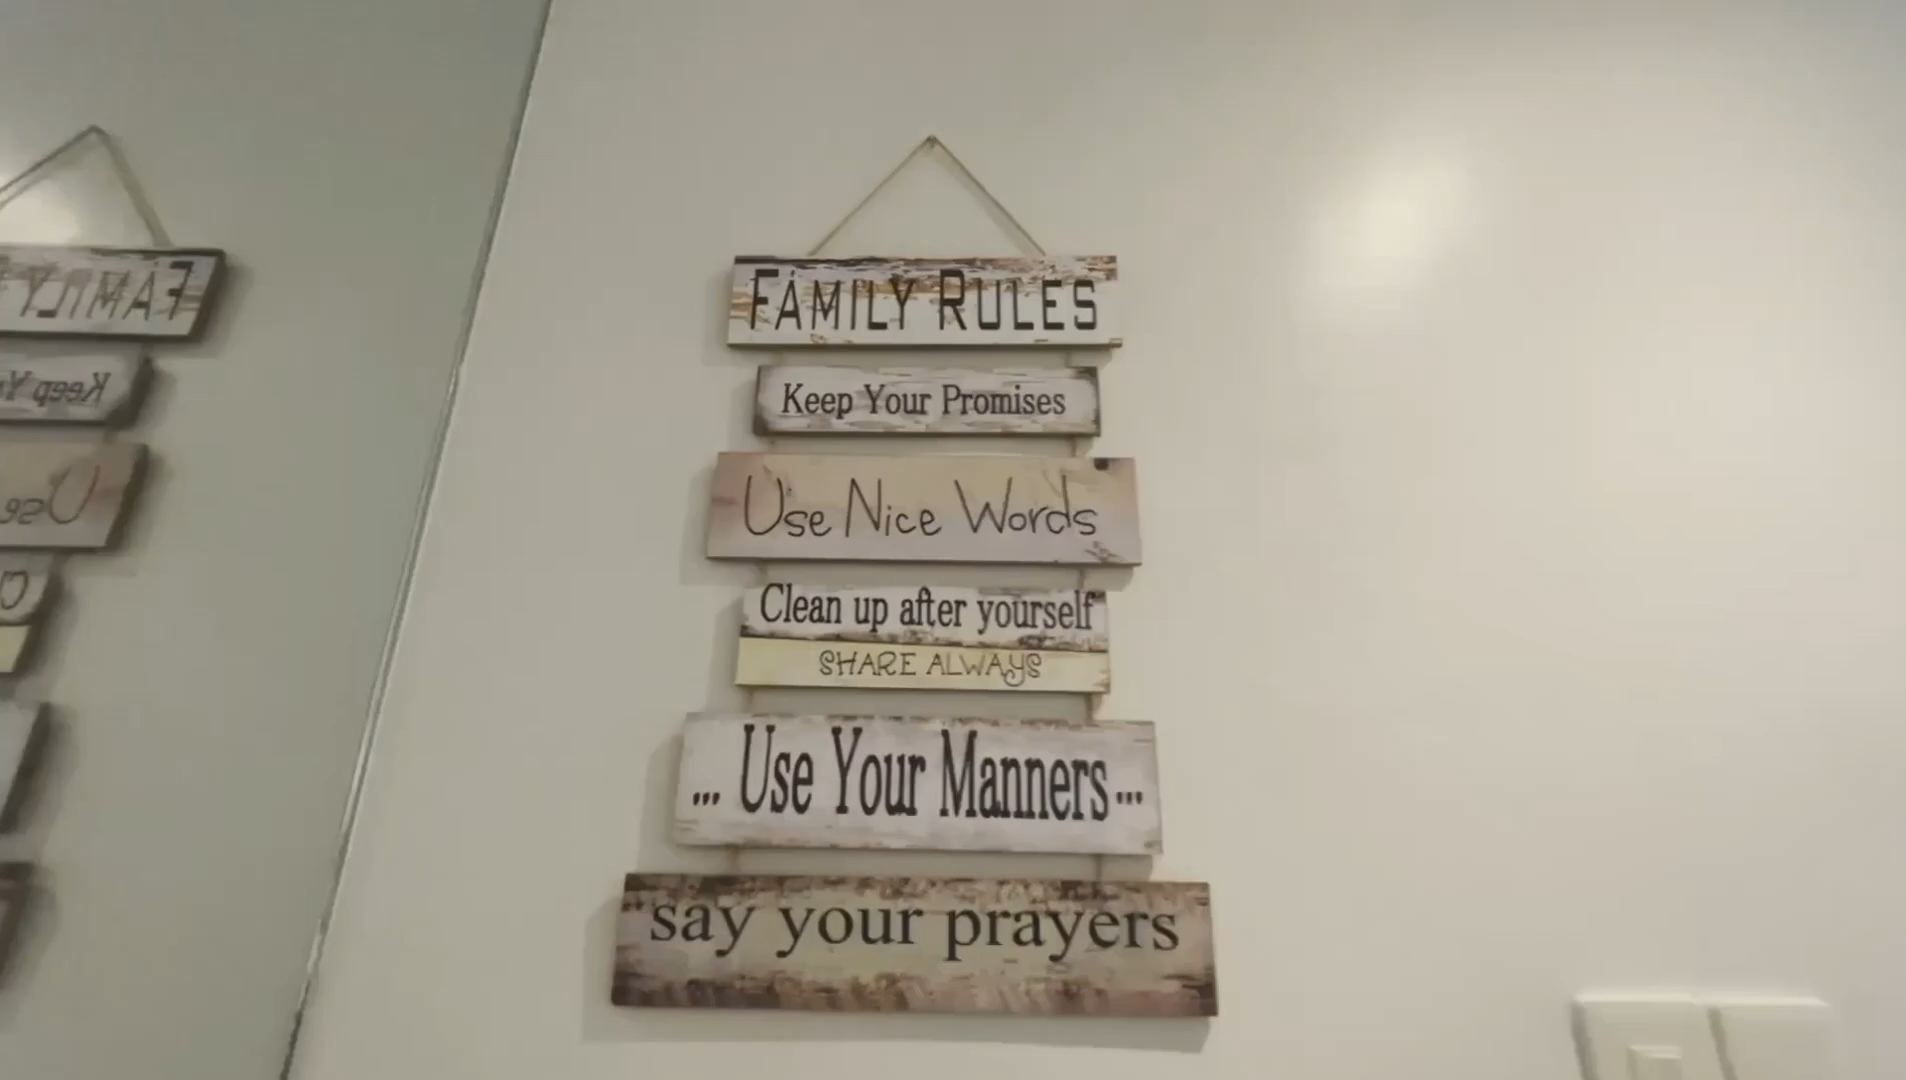 FAMILY RULES
Keep Your Promises
Use Nice Words
Clean up after yourself
SHARE ALWAYS
... Use Your Manners...
say your prayers